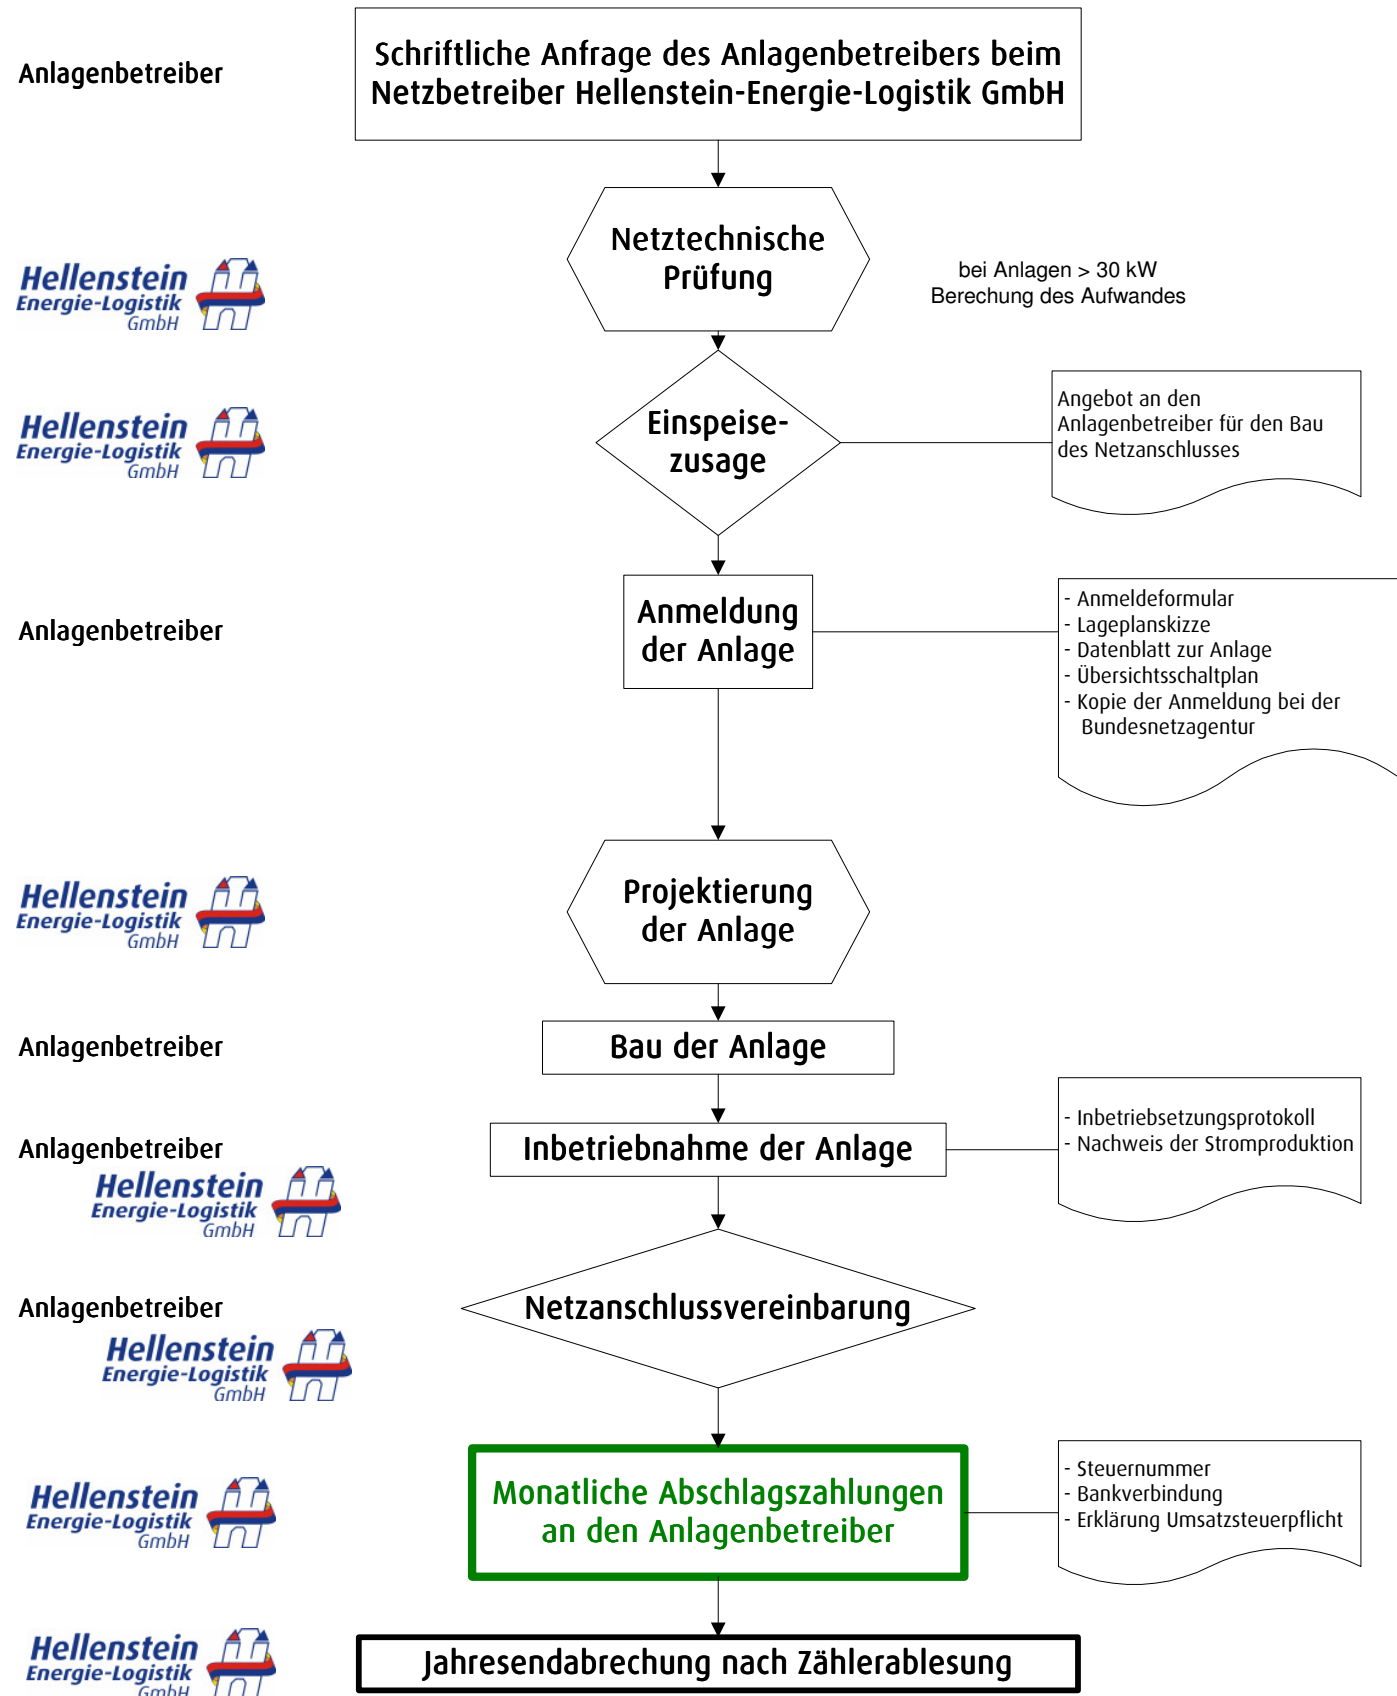 Anlagenbetreiber
Schriftliche Anfrage des Anlagenbetreibers beim
Netzbetreiber Hellenstein-Energie-Logistik GmbH
Hellenstein
Energie-Logistik
GmbH
Netztechnische
Prüfung
bei Anlagen > 30 kW
Berechung des Aufwandes
Hellenstein
Energie-Logistik
GmbH
Einspeise-
zusage
Angebot an den
Anlagenbetreiber für den Bau
des Netzanschlusses
Anlagenbetreiber
Anmeldung
der Anlage
- Anmeldeformular
- Lageplanskizze
- Datenblatt zur Anlage
- Übersichtsschaltplan
- Kopie der Anmeldung bei der
Bundesnetzagentur
Hellenstein
Energie-Logistik
GmbH
Projektierung
der Anlage
Anlagenbetreiber
Bau der Anlage
Anlagenbetreiber
Hellenstein
Energie-Logistik
GmbH
Inbetriebnahme der Anlage
- Inbetriebsetzungsprotokoll
- Nachweis der Stromproduktion
Anlagenbetreiber
Hellenstein
Energie-Logistik
GmbH
Netzanschlussvereinbarung
Hellenstein
Energie-Logistik
GmbH
Monatliche Abschlagszahlungen
an den Anlagenbetreiber
- Steuernummer
- Bankverbindung
- Erklärung Umsatzsteuerpflicht
Hellenstein
Energie-Logistik
GmbH
Jahresendabrechung nach Zählerablesung